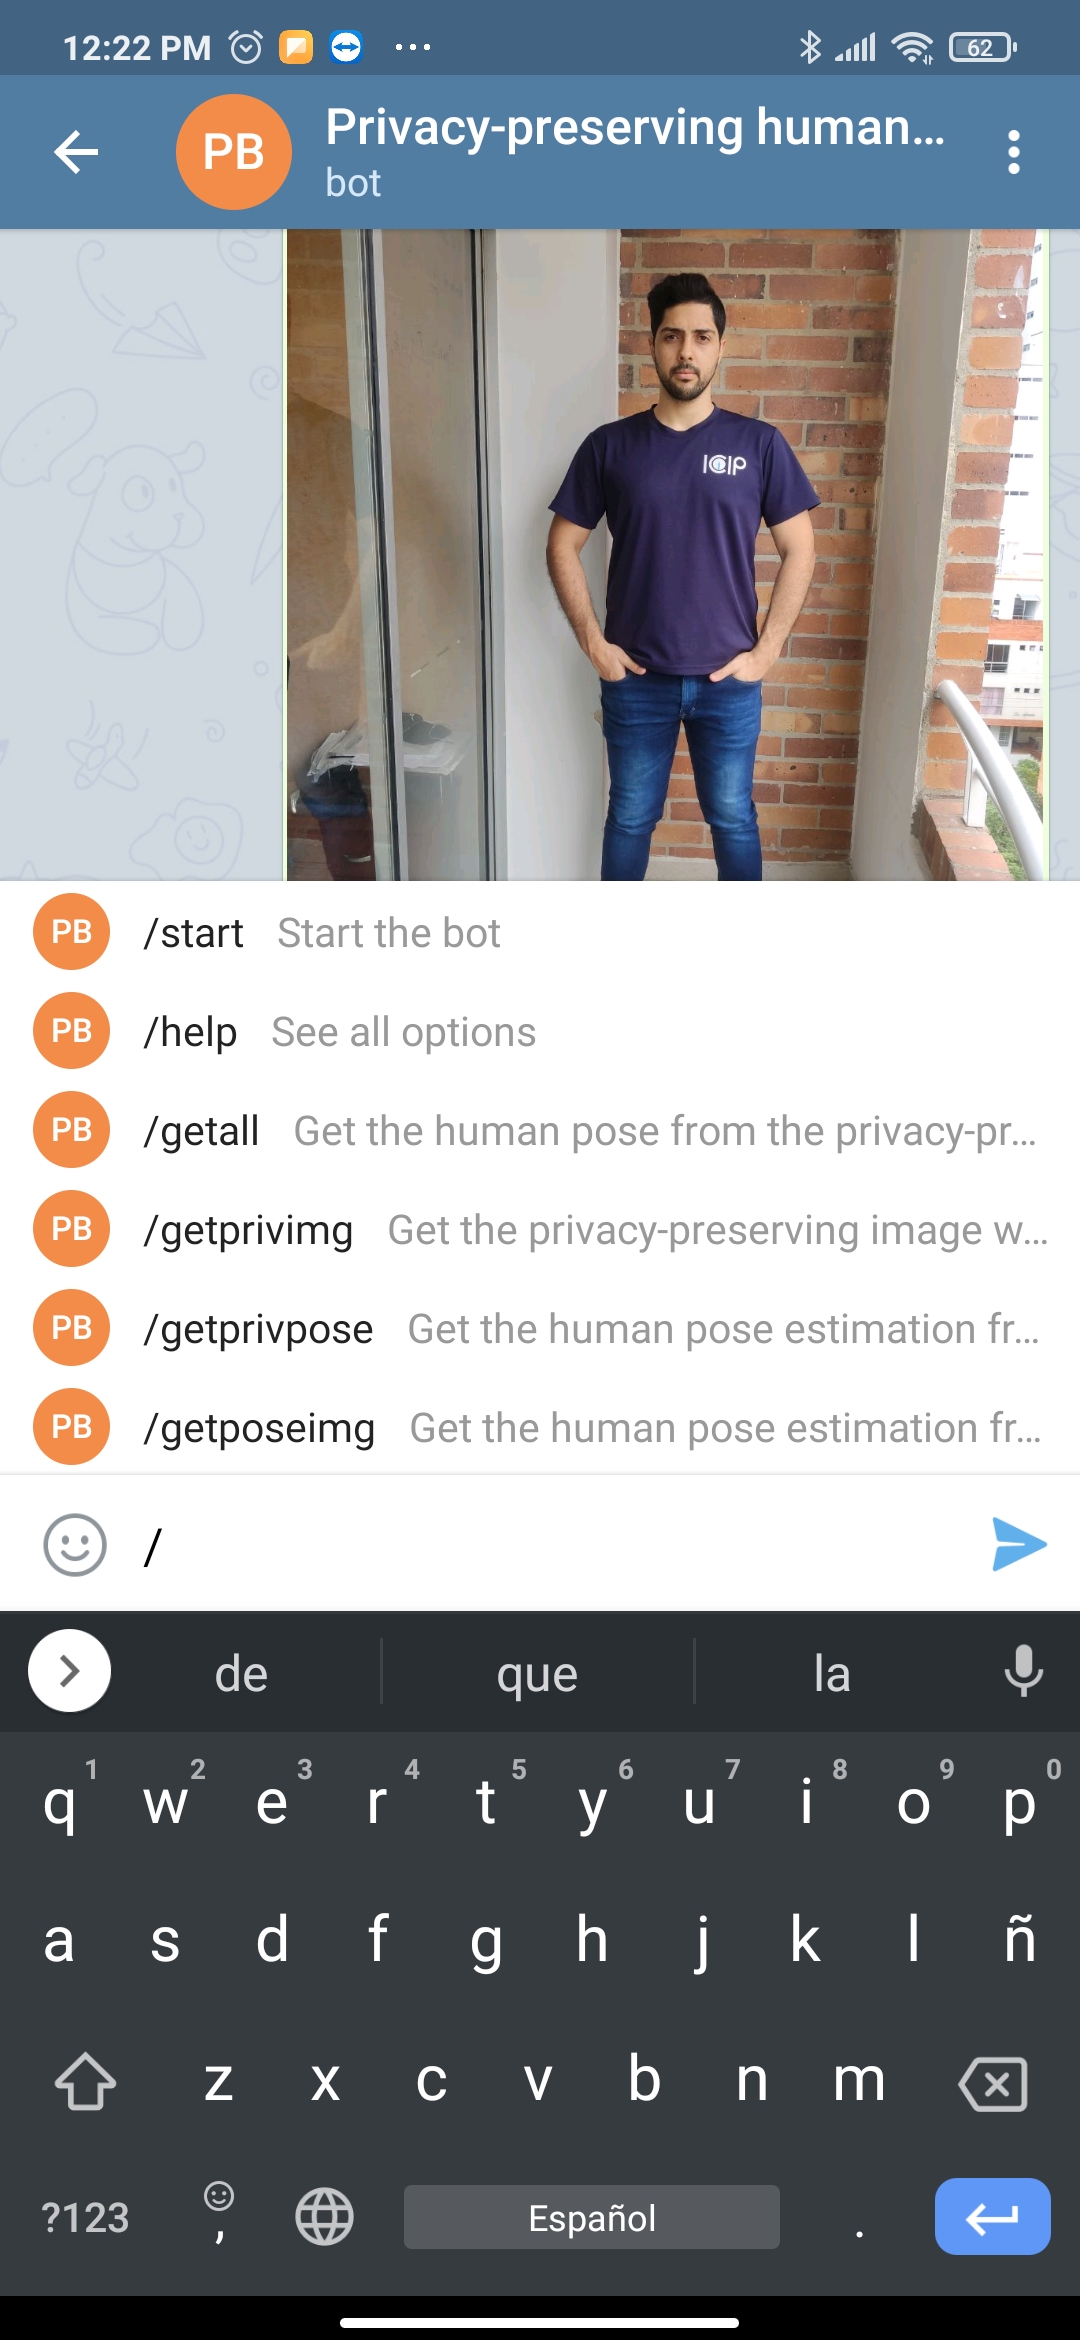 12:22 PM
62
PB
Privacy-preserving human...
bot
ICIP
PB /start Start the bot
PB /help See all options
PB /getall Get the human pose from the privacy-pr...
PB /getprivimg Get the privacy-preserving image w...
PB /getprivpose Get the human pose estimation fr...
PB /getposeimg Get the human pose estimation fr...
/
de que la
1 2 3 4 5 6 7 8 9 0
q w e r t y u i o p
a s d f g h j k l ñ
z x c v b n m
?123 , Español .